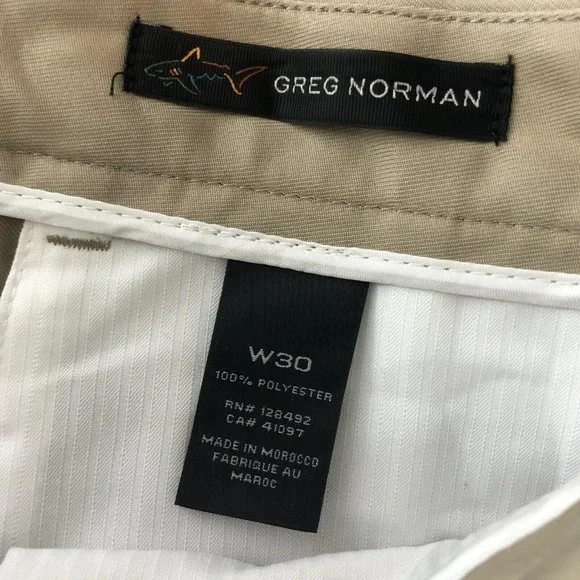 GREG NORMAN
W30
100% POLYESTER
RN# 128492
CA# 41097
MADE IN MOROCCO
FABRIQUE AU
MAROC